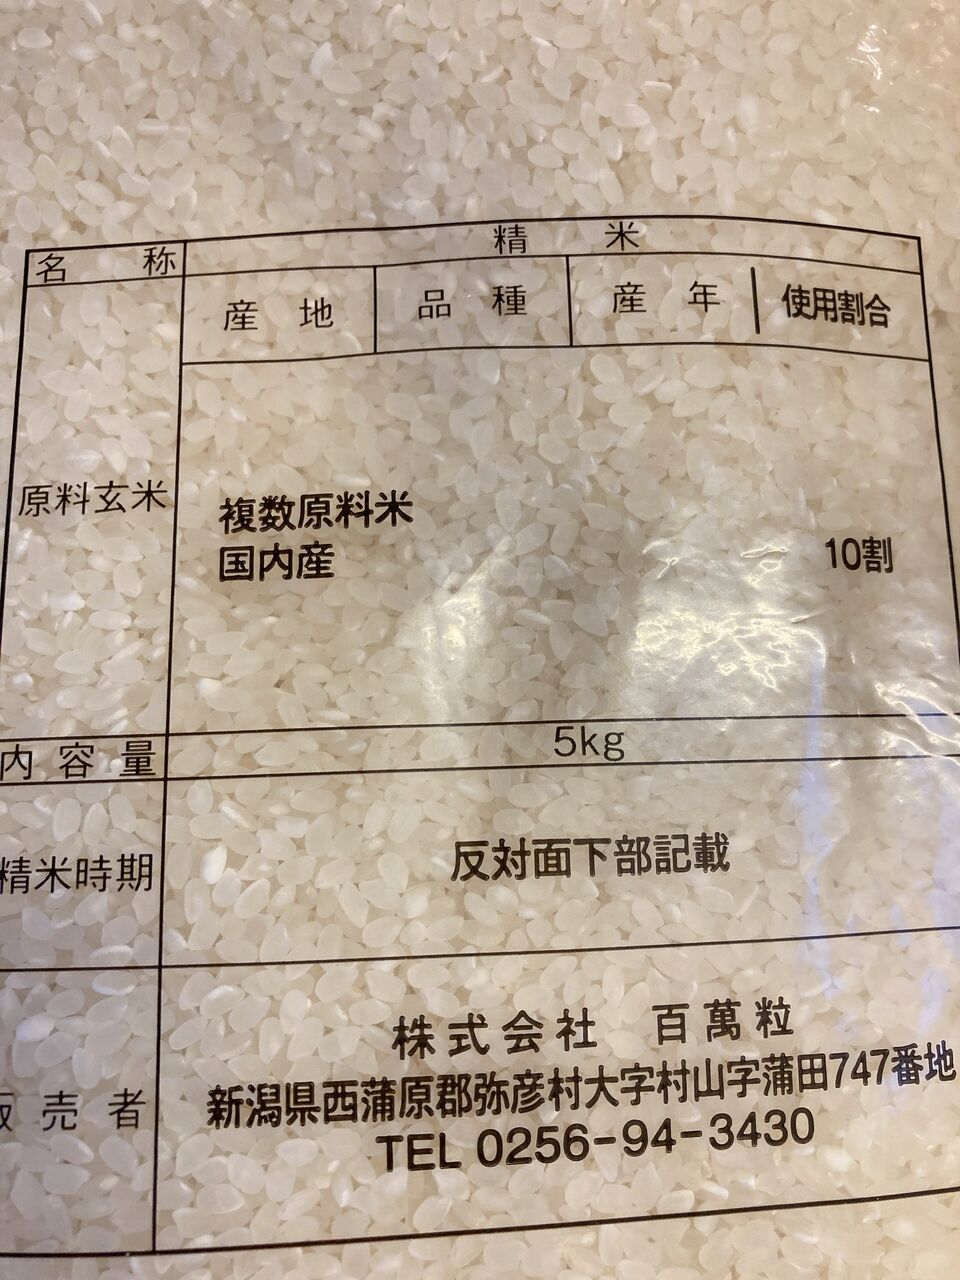 名称 精米
産地 品種 産年 使用割合
原料玄米
複数原料米
国内産 10割
内容量 5kg
精米時期 反対面下部記載
販売者
株式会社 百萬粒
新潟県西蒲原郡弥彦村大字村山字蒲田747番地
TEL 0256-94-3430